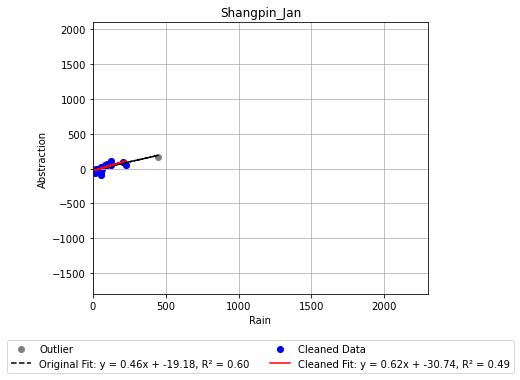 Shangpin_Jan
2000
1500
1000
500
0
−500
−1000
−1500
Abstraction
0 500 1000 1500 2000
Rain
Outlier Cleaned Data
Original Fit: y = 0.46x + -19.18, R² = 0.60 Cleaned Fit: y = 0.62x + -30.74, R² = 0.49